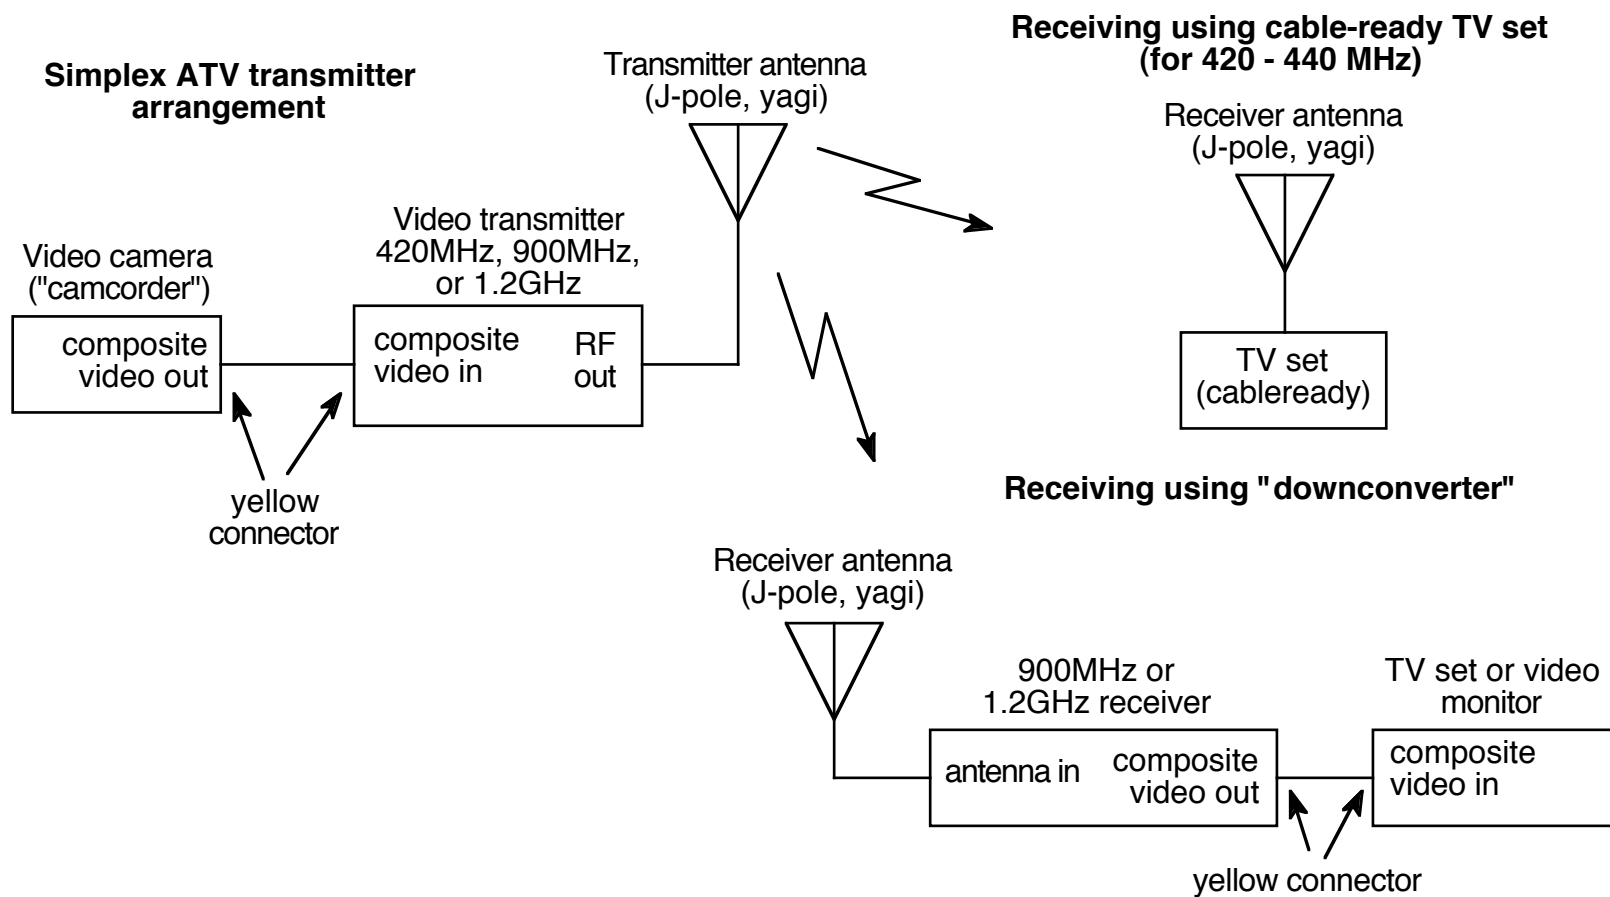 Simplex ATV transmitter
arrangement
Transmitter antenna
(J-pole, yagi)
Receiving using cable-ready TV set
(for 420 - 440 MHz)
Receiver antenna
(J-pole, yagi)
Video camera
("camcorder")
composite
video out
Video transmitter
420MHz, 900MHz,
or 1.2GHz
composite
video in
RF
out
yellow
connector
TV set
(cableready)
Receiving using "downconverter"
Receiver antenna
(J-pole, yagi)
900MHz or
1.2GHz receiver
antenna in
composite
video out
TV set or video
monitor
composite
video in
yellow connector